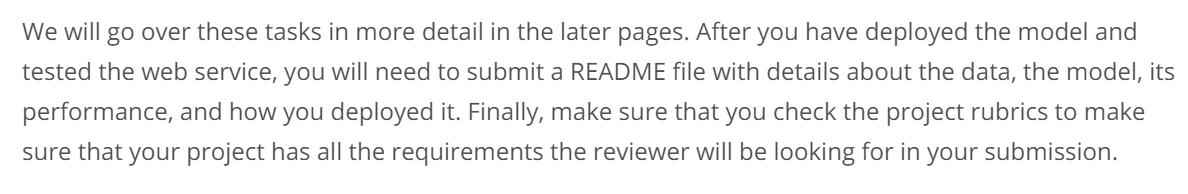 We will go over these tasks in more detail in the later pages. After you have deployed the model and
tested the web service, you will need to submit a README file with details about the data, the model, its
performance, and how you deployed it. Finally, make sure that you check the project rubrics to make
sure that your project has all the requirements the reviewer will be looking for in your submission.